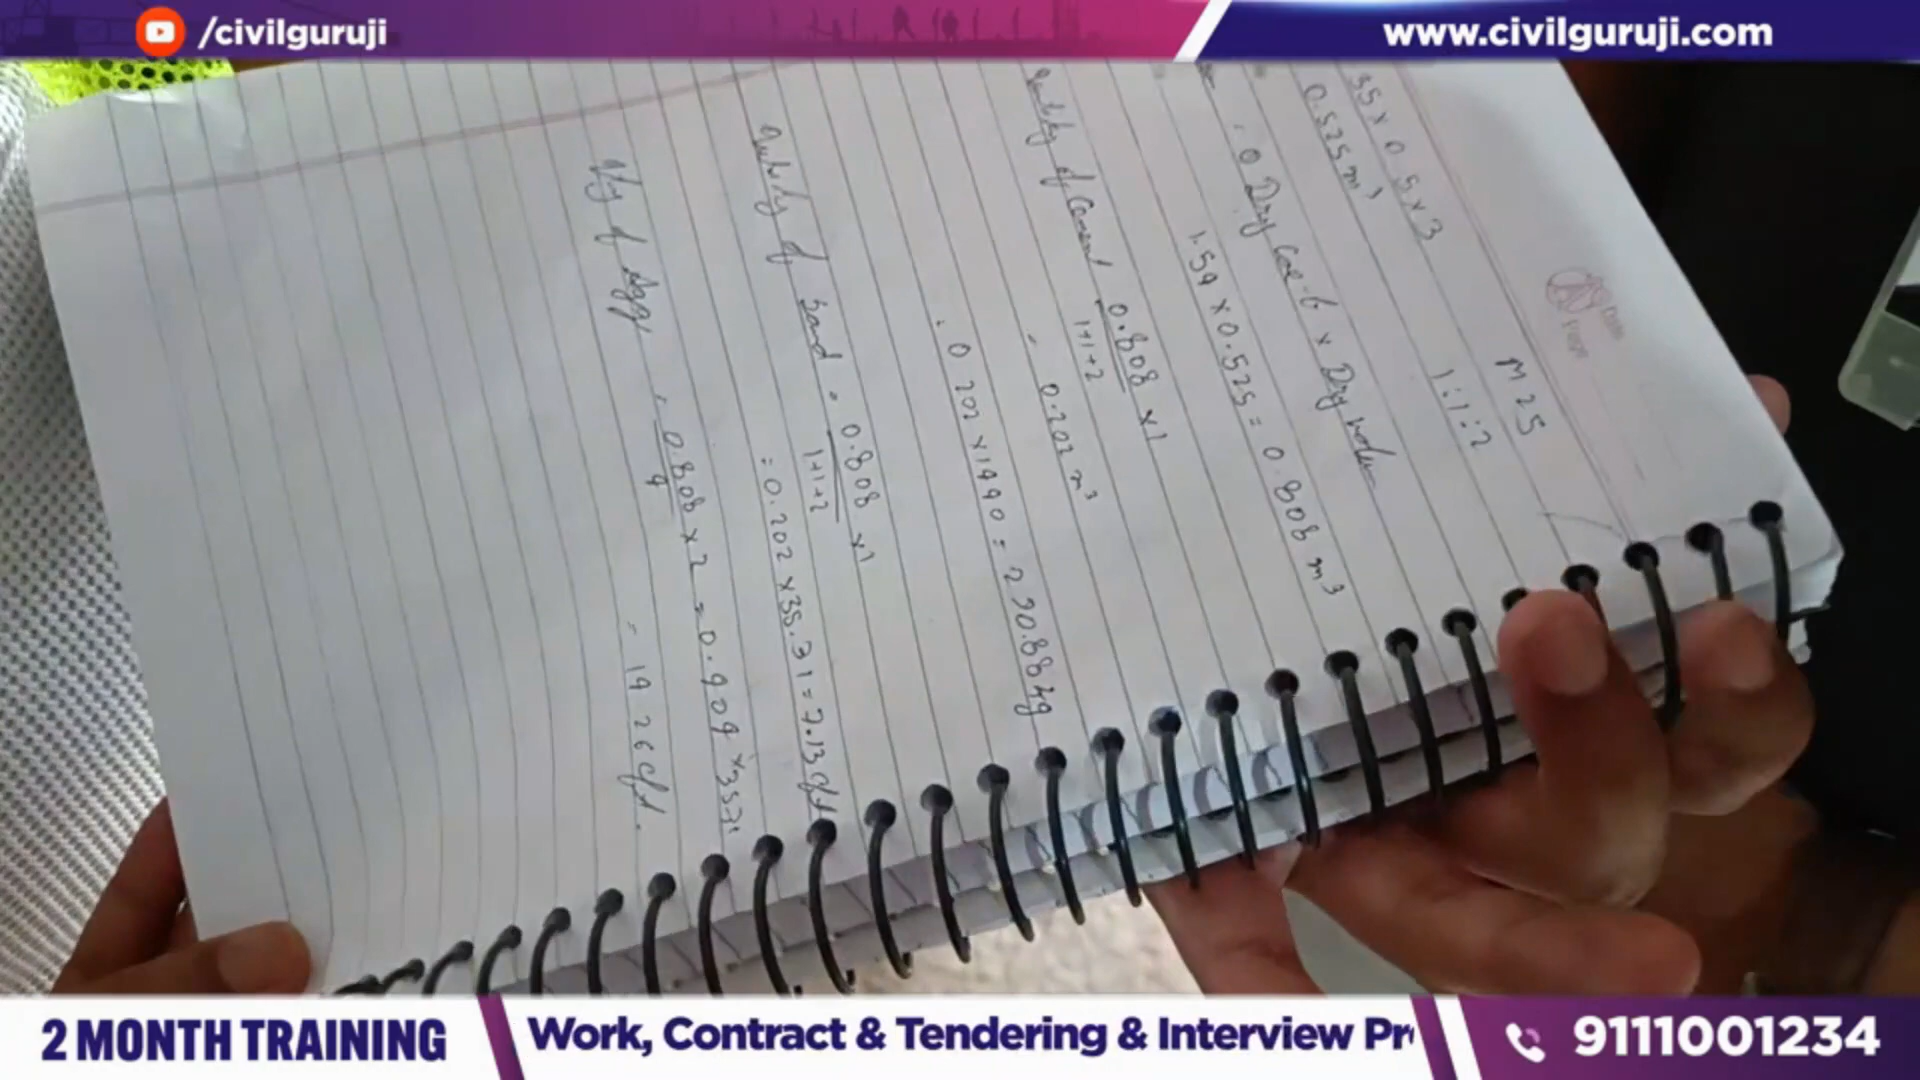 /civilguruji
www.civilguruji.com
M25
35 x 0.5 x 3
1:1:2
0.525 m³
Dry Coe-t x Dry
1.54 x 0.525 = 0.808 m³
of Cement 0.808 x 1
1+1+2
= 0.202 m³
0.202 x 1440 = 290.88 kg
of Sand = 0.808 x 1
1+1+2
= 0.202 x 35.31 = 7.13 cft
Qty of Agg = 0.808 x 2 = 0.404 x 35.31
4
= 14.26 cft.
2 MONTH TRAINING
Work, Contract & Tendering & Interview Pr
9111001234